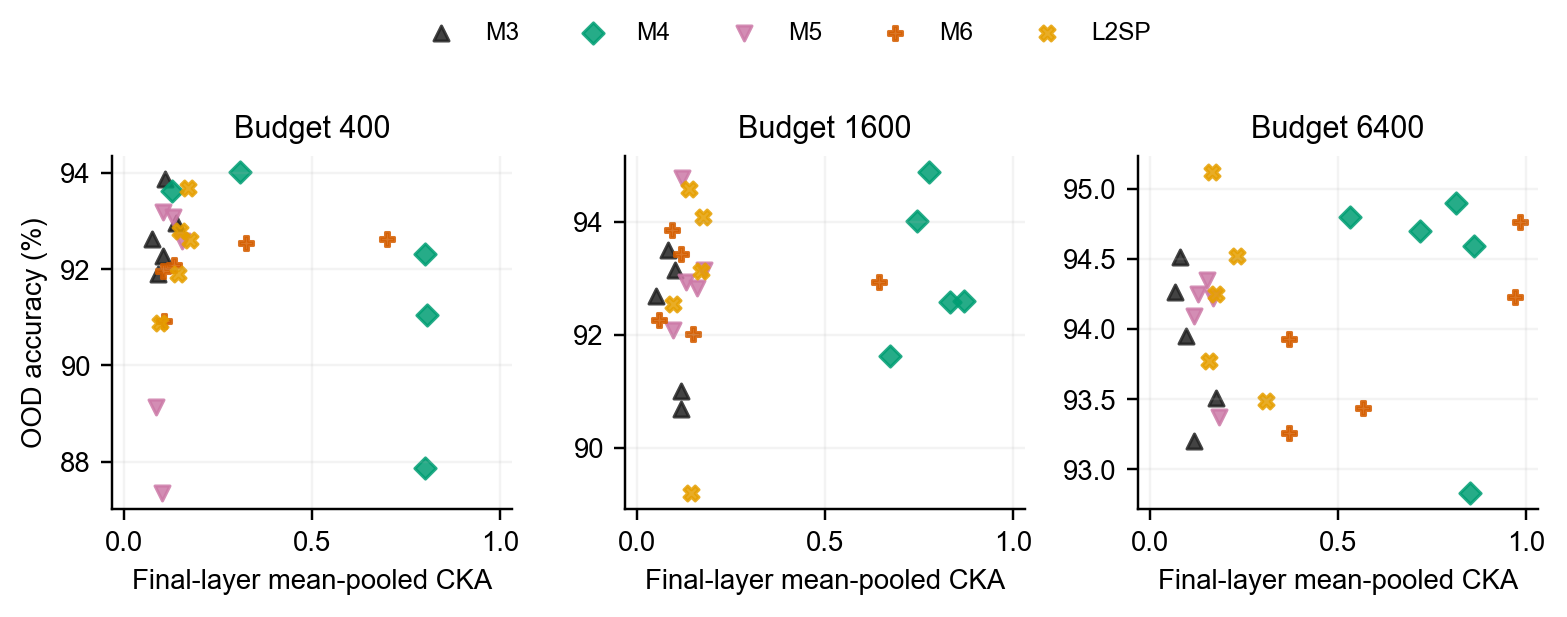 M3 M4 M5 M6 L2SP
Budget 400 Budget 1600 Budget 6400
OOD accuracy (%)
94
92
90
88
0.0 0.5 1.0
Final-layer mean-pooled CKA
94
92
90
0.0 0.5 1.0
Final-layer mean-pooled CKA
95.0
94.5
94.0
93.5
93.0
0.0 0.5 1.0
Final-layer mean-pooled CKA